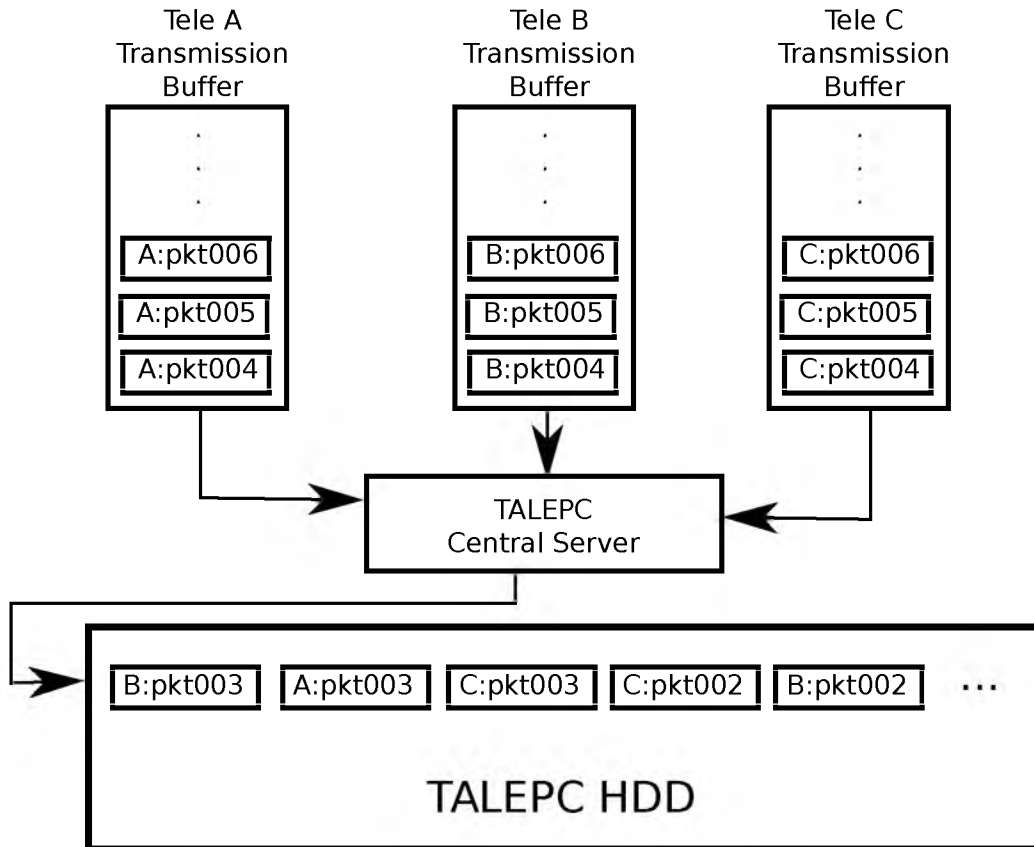 Tele A
Transmission
Buffer
Tele B
Transmission
Buffer
Tele C
Transmission
Buffer
.
.
.
.
.
.
.
.
.
A:pkt006
A:pkt005
A:pkt004
B:pkt006
B:pkt005
B:pkt004
C:pkt006
C:pkt005
C:pkt004
TALEPC
Central Server
B:pkt003
A:pkt003
C:pkt003
C:pkt002
B:pkt002
...
TALEPC HDD